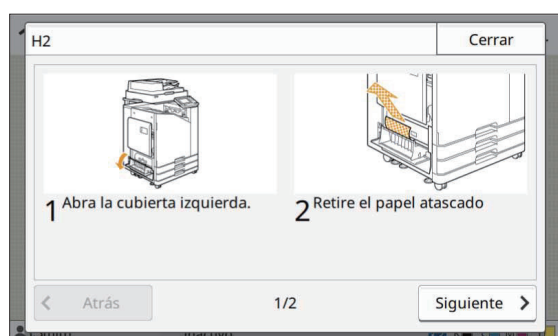 H2
Cerrar
1 Abra la cubierta izquierda.
2 Retire el papel atascado
Atrás
1/2
Siguiente